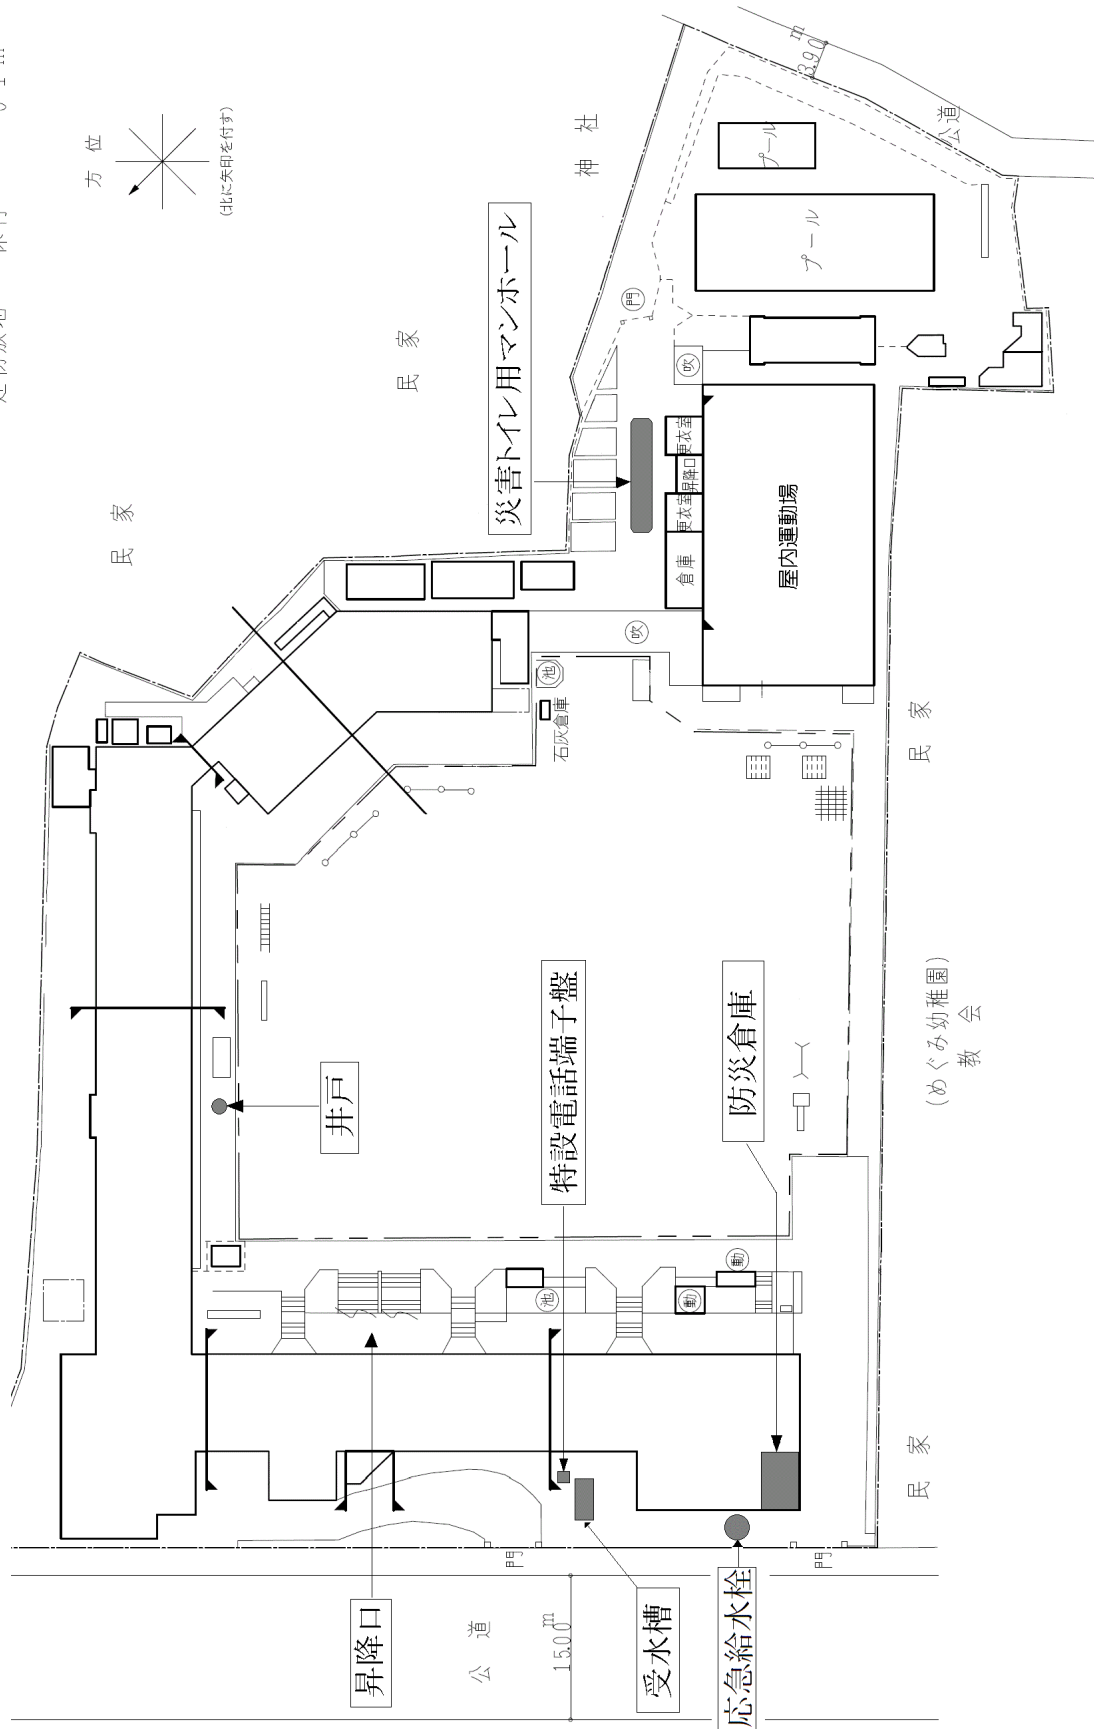 方位
(北に矢印を付す)
神社
民家
民家
3.90m
公道
プール
プール
災害トイレ用マンホール
門
吹
更衣室
昇降口
更衣室
倉庫
屋内運動場
吹
池
石灰倉庫
民家
井戸
特設電話端子盤
防災倉庫
(めぐみ幼稚園)
教会
池
動
動
民家
門
門
昇降口
公道
15.00m
受水槽
応急給水栓